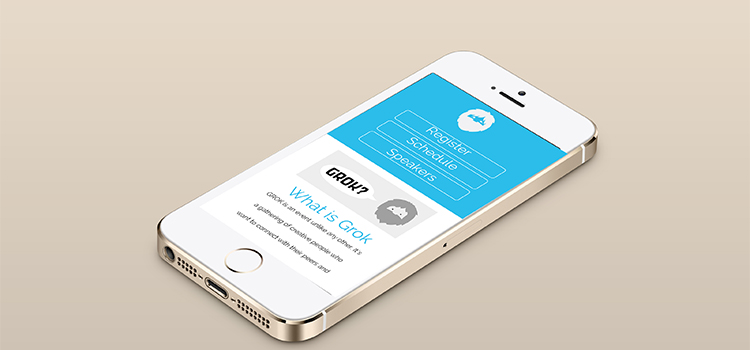 Register
Schedule
Speakers
GROK?
What is Grok
GROK is an event unlike any other. It's
a gathering of creative people who
want to connect with their peers and